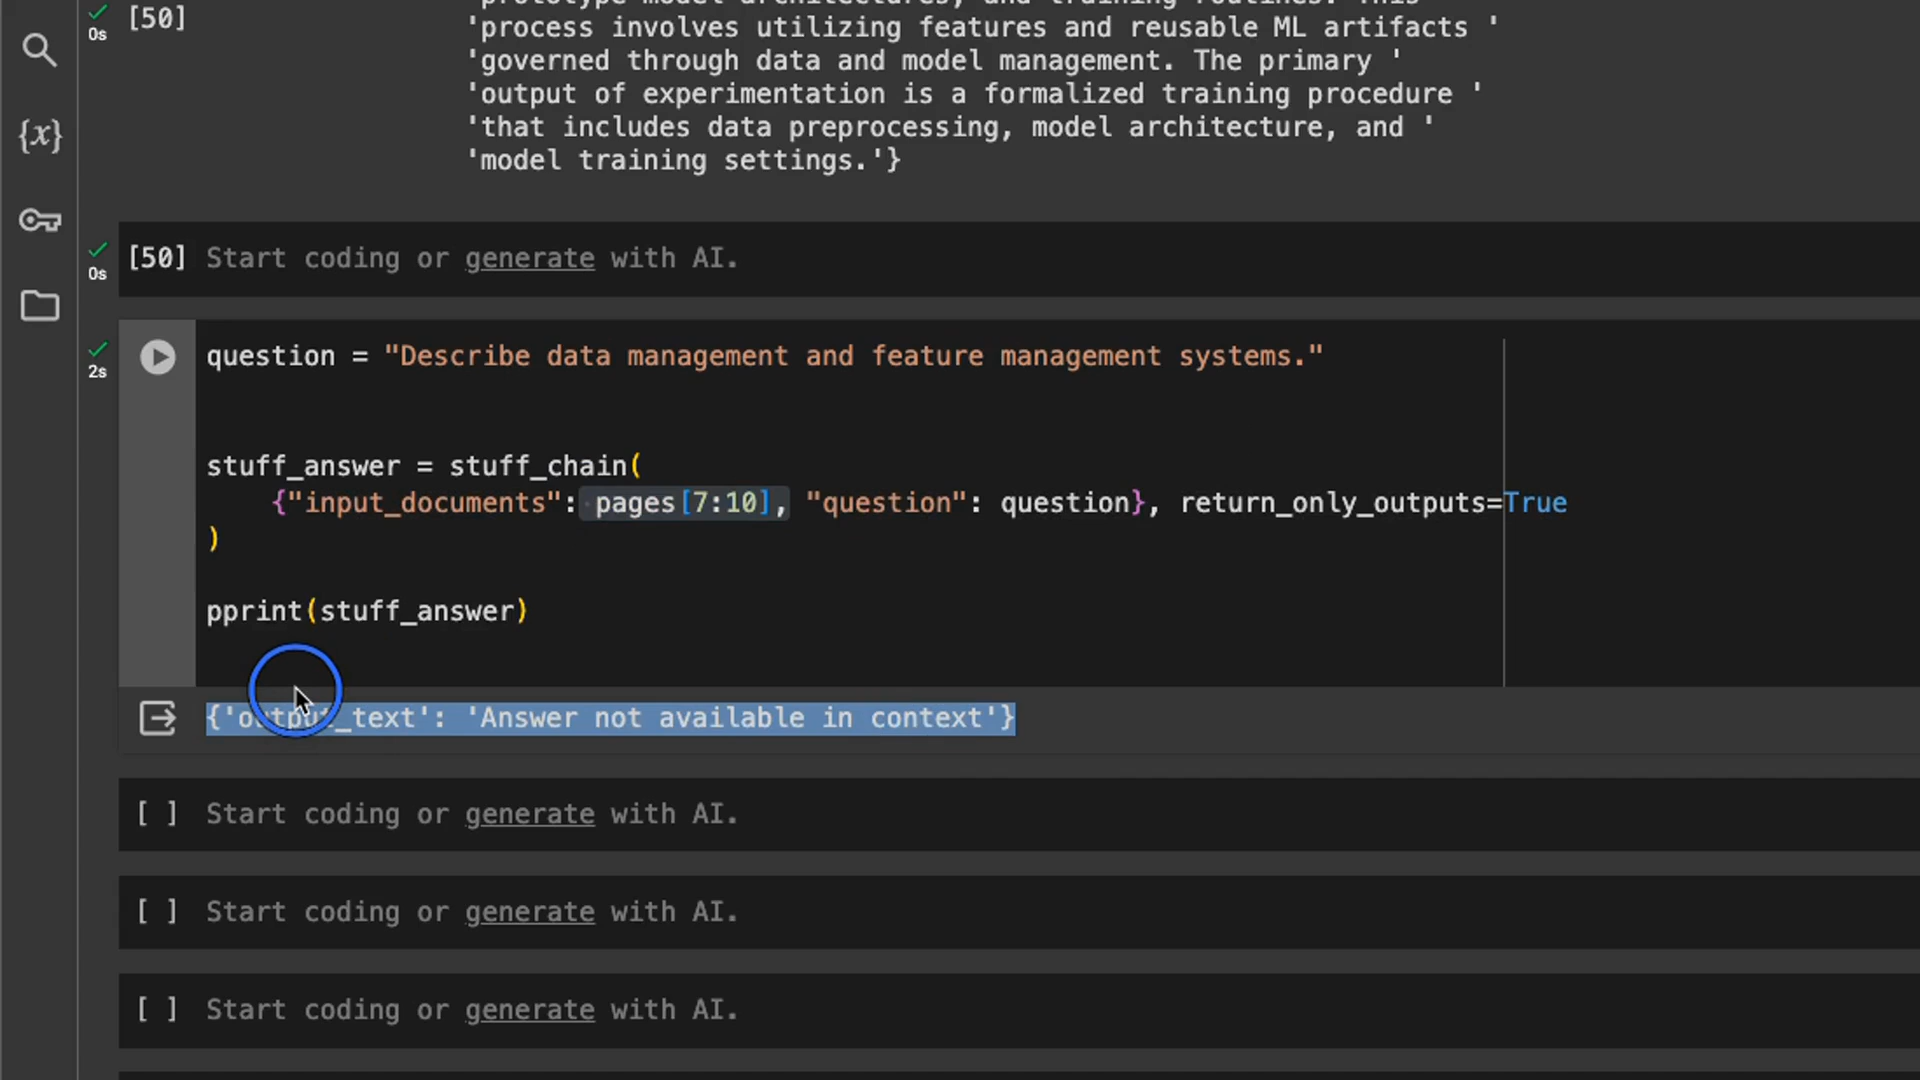 [50]
0s
'process involves utilizing features and reusable ML artifacts '
'governed through data and model management. The primary '
'output of experimentation is a formalized training procedure '
'that includes data preprocessing, model architecture, and '
'model training settings.'}
{x}
[50] Start coding or generate with AI.
0s
question = "Describe data management and feature management systems."
2s
stuff_answer = stuff_chain(
{"input_documents": pages[7:10], "question": question}, return_only_outputs=True
)
pprint(stuff_answer)
{'output_text': 'Answer not available in context'}
[ ] Start coding or generate with AI.
[ ] Start coding or generate with AI.
[ ] Start coding or generate with AI.